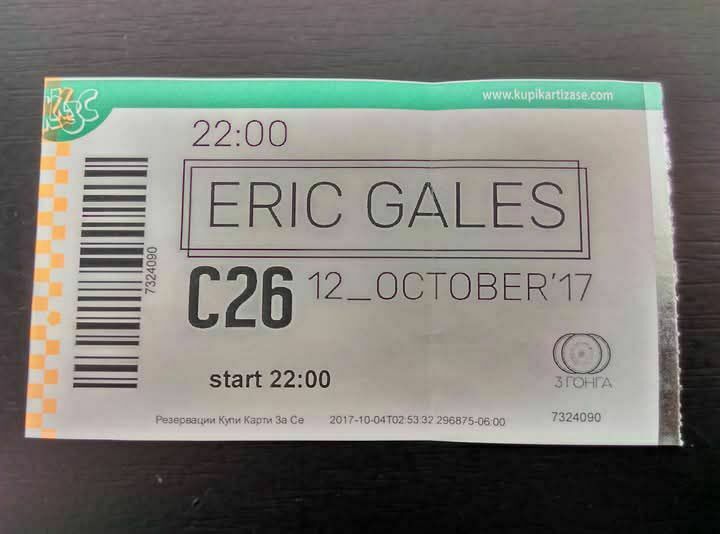 www.kupikartizase.com
22:00
ERIC GALES
7324090
C26 12_OCTOBER'17
start 22:00
3 ГОНГА
Резервации Купи Карти За Се 2017-10-04T02:53:32.296875-06:00 7324090